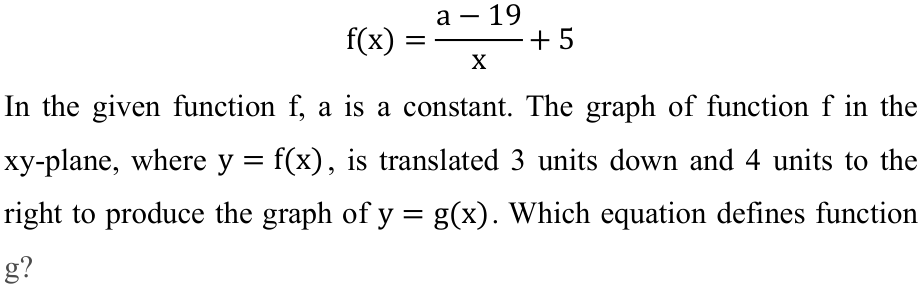 f(x) = \frac{a − 19}{x} + 5
In the given function f, a is a constant. The graph of function f in the
xy-plane, where y = f(x), is translated 3 units down and 4 units to the
right to produce the graph of y = g(x). Which equation defines function
g?